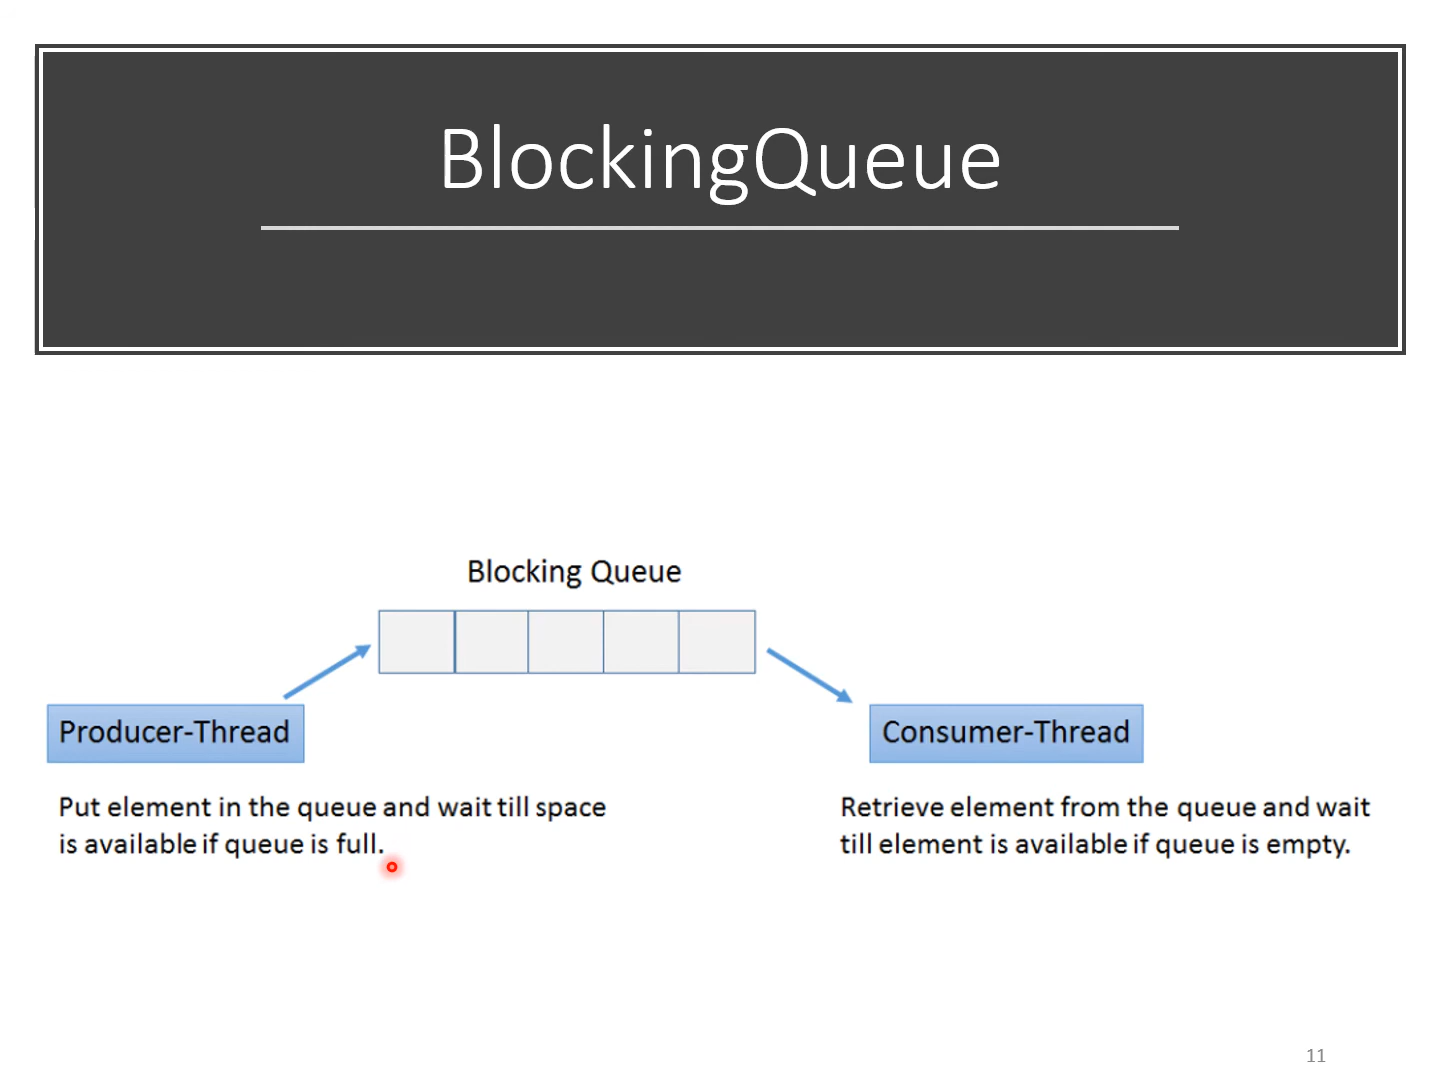 BlockingQueue
Blocking Queue
Producer-Thread
Consumer-Thread
Put element in the queue and wait till space
is available if queue is full.
Retrieve element from the queue and wait
till element is available if queue is empty.
11